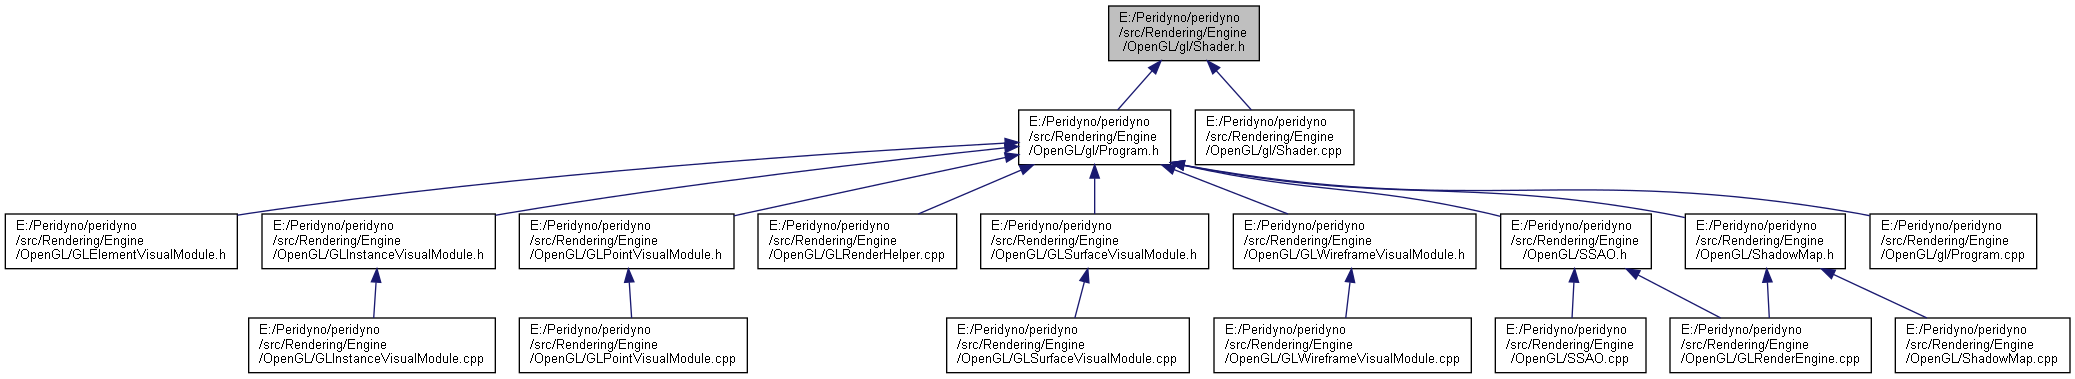 E:/Peridyno/peridyno
/src/Rendering/Engine
/OpenGL/gl/Shader.h
E:/Peridyno/peridyno
/src/Rendering/Engine
/OpenGL/gl/Program.h
E:/Peridyno/peridyno
/src/Rendering/Engine
/OpenGL/gl/Shader.cpp
E:/Peridyno/peridyno
/src/Rendering/Engine
/OpenGL/GLElementVisualModule.h
E:/Peridyno/peridyno
/src/Rendering/Engine
/OpenGL/GLInstanceVisualModule.h
E:/Peridyno/peridyno
/src/Rendering/Engine
/OpenGL/GLPointVisualModule.h
E:/Peridyno/peridyno
/src/Rendering/Engine
/OpenGL/GLRenderHelper.cpp
E:/Peridyno/peridyno
/src/Rendering/Engine
/OpenGL/GLSurfaceVisualModule.h
E:/Peridyno/peridyno
/src/Rendering/Engine
/OpenGL/GLWireframeVisualModule.h
E:/Peridyno/peridyno
/src/Rendering/Engine
/OpenGL/SSAO.h
E:/Peridyno/peridyno
/src/Rendering/Engine
/OpenGL/ShadowMap.h
E:/Peridyno/peridyno
/src/Rendering/Engine
/OpenGL/gl/Program.cpp
E:/Peridyno/peridyno
/src/Rendering/Engine
/OpenGL/GLInstanceVisualModule.cpp
E:/Peridyno/peridyno
/src/Rendering/Engine
/OpenGL/GLPointVisualModule.cpp
E:/Peridyno/peridyno
/src/Rendering/Engine
/OpenGL/GLSurfaceVisualModule.cpp
E:/Peridyno/peridyno
/src/Rendering/Engine
/OpenGL/GLWireframeVisualModule.cpp
E:/Peridyno/peridyno
/src/Rendering/Engine
/OpenGL/SSAO.cpp
E:/Peridyno/peridyno
/src/Rendering/Engine
/OpenGL/GLRenderEngine.cpp
E:/Peridyno/peridyno
/src/Rendering/Engine
/OpenGL/ShadowMap.cpp